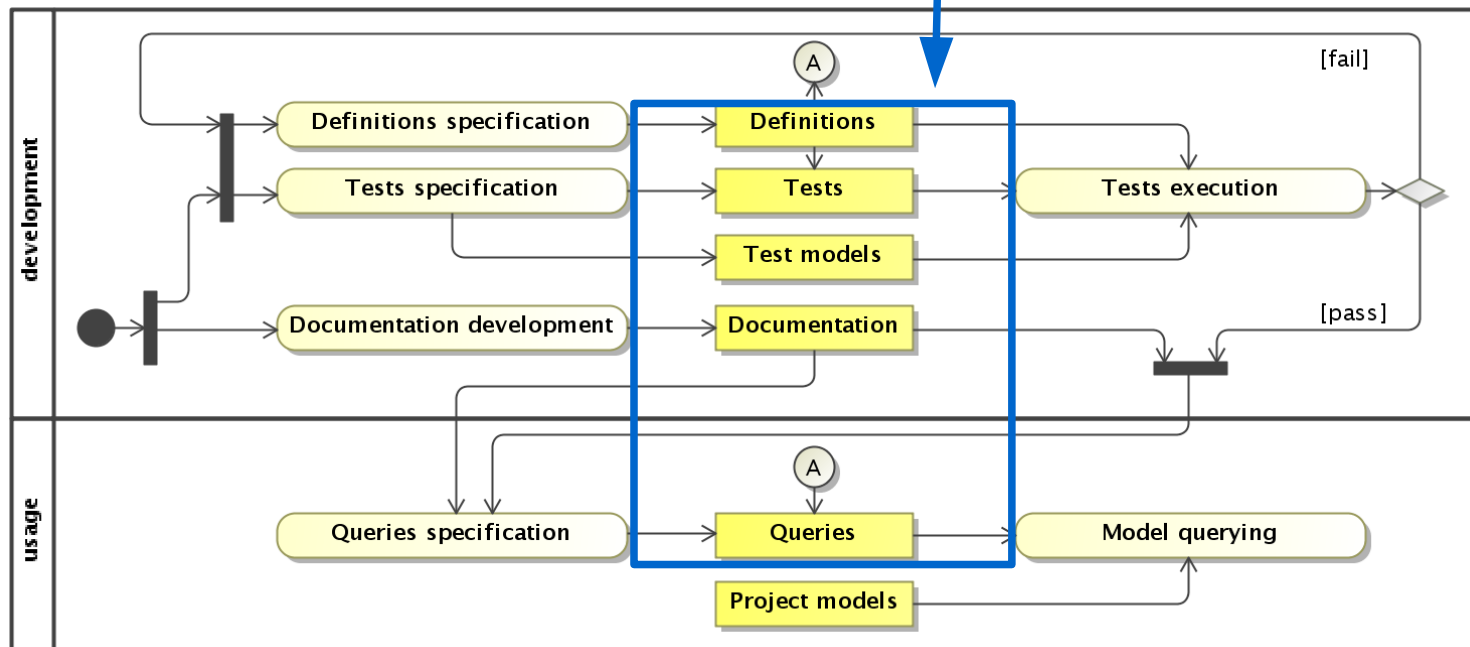 [fail]
A
Definitions specification
Definitions
Tests specification
Tests
Tests execution
development
Test models
Documentation development
Documentation
[pass]
A
usage
Queries specification
Queries
Model querying
Project models